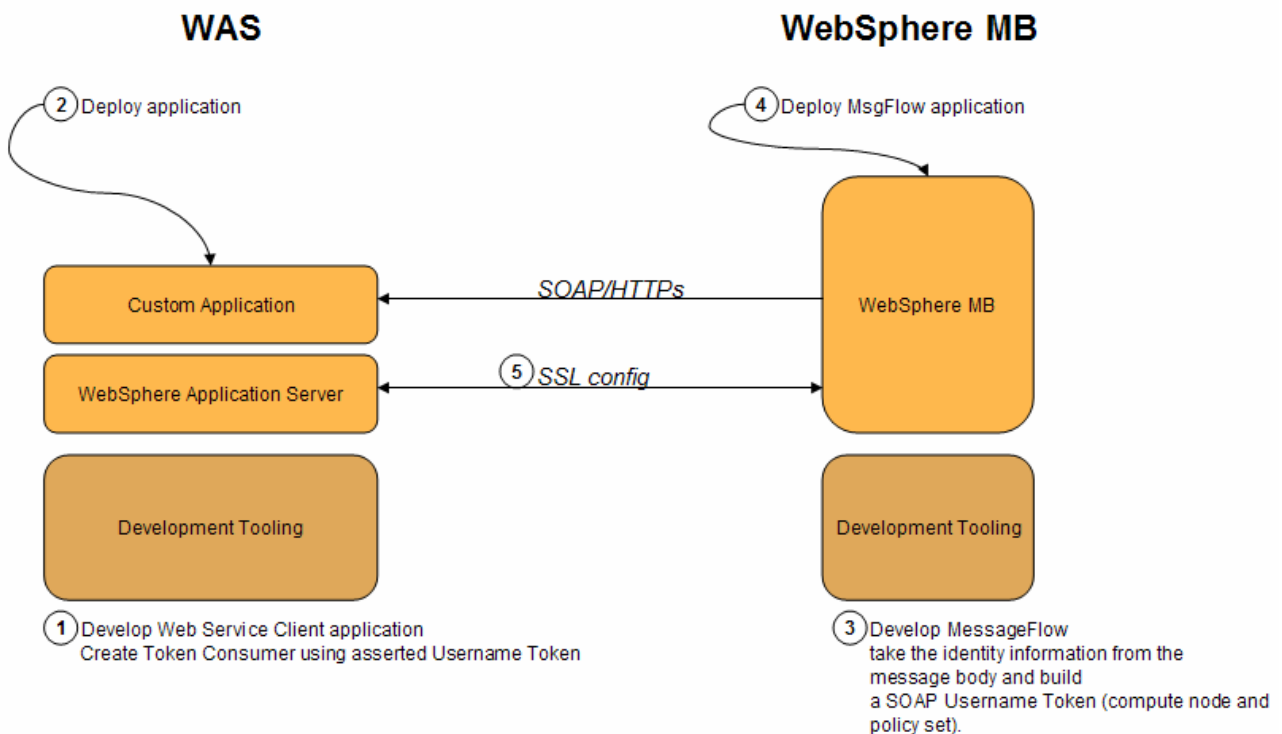 WAS
WebSphere MB
2 Deploy application
4 Deploy MsgFlow application
Custom Application
SOAP/HTTPs
WebSphere MB
WebSphere Application Server
5 SSL config
Development Tooling
Development Tooling
1 Develop Web Service Client application
Create Token Consumer using asserted Username Token
3 Develop MessageFlow
take the identity information from the
message body and build
a SOAP Username Token (compute node and
policy set).